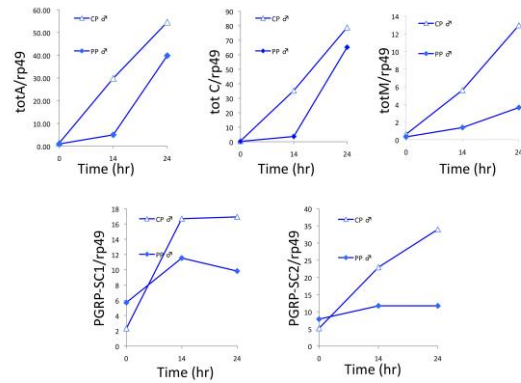 totA/rp49
60.00
50.00
40.00
30.00
20.00
10.00
0.00
CP ♂
PP ♂
0 14 24
Time (hr)
tot C/rp49
90
80
70
60
50
40
30
20
10
0
CP ♂
PP ♂
0 14 24
Time (hr)
totM/rp49
14
12
10
8
6
4
2
0
CP ♂
PP ♂
0 14 24
Time (hr)
PGRP-SC1/rp49
18
16
14
12
10
8
6
4
2
0
CP ♂
PP ♂
0 14 24
Time (hr)
PGRP-SC2/rp49
40
35
30
25
20
15
10
5
0
CP ♂
PP ♂
0 14 24
Time (hr)